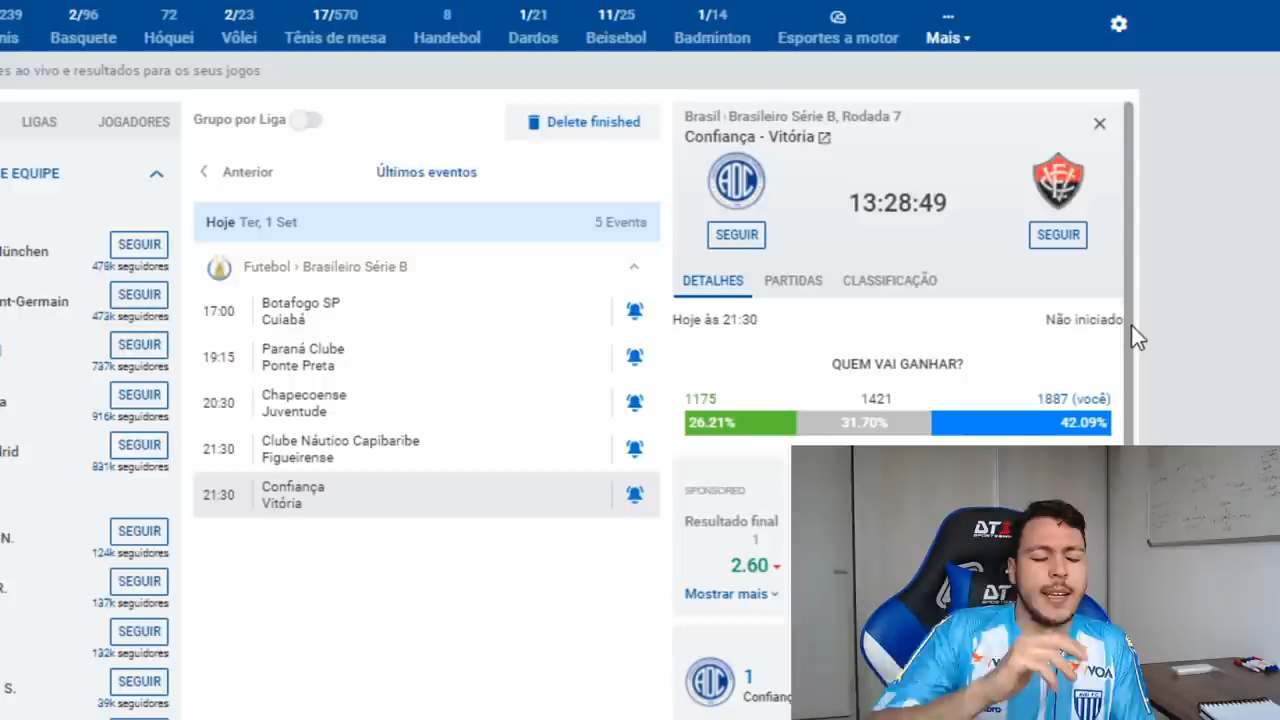 239
nis
2/96
Basquete
72
Hóquei
2/23
Vôlei
17/570
Tênis de mesa
8
Handebol
1/21
Dardos
11/25
Beisebol
1/14
Badminton
Esportes a motor
Mais
es ao vivo e resultados para os seus jogos
LIGAS
JOGADORES
E EQUIPE
München
SEGUIR
478k seguidores
nt-Germain
SEGUIR
473k seguidores
SEGUIR
737k seguidores
a
SEGUIR
916k seguidores
drid
SEGUIR
831k seguidores
N.
SEGUIR
124k seguidores
R.
SEGUIR
137k seguidores
SEGUIR
132k seguidores
S.
SEGUIR
39k seguidores
Grupo por Liga
Delete finished
Anterior
Últimos eventos
Hoje Ter, 1 Set
5 Events
Futebol › Brasileiro Série B
17:00
Botafogo SP
Cuiabá
19:15
Paraná Clube
Ponte Preta
20:30
Chapecoense
Juventude
21:30
Clube Náutico Capibaribe
Figueirense
21:30
Confiança
Vitória
Brasil › Brasileiro Série B, Rodada 7
Confiança - Vitória
ADC
13:28:49
SEGUIR
SEGUIR
DETALHES
PARTIDAS
CLASSIFICAÇÃO
Hoje às 21:30
Não iniciado
QUEM VAI GANHAR?
1175
1421
1887 (você)
26.21%
31.70%
42.09%
SPONSORED
Resultado final
1
2.60
Mostrar mais
ADC
1
Confianç
DT3
SPORTS
DT